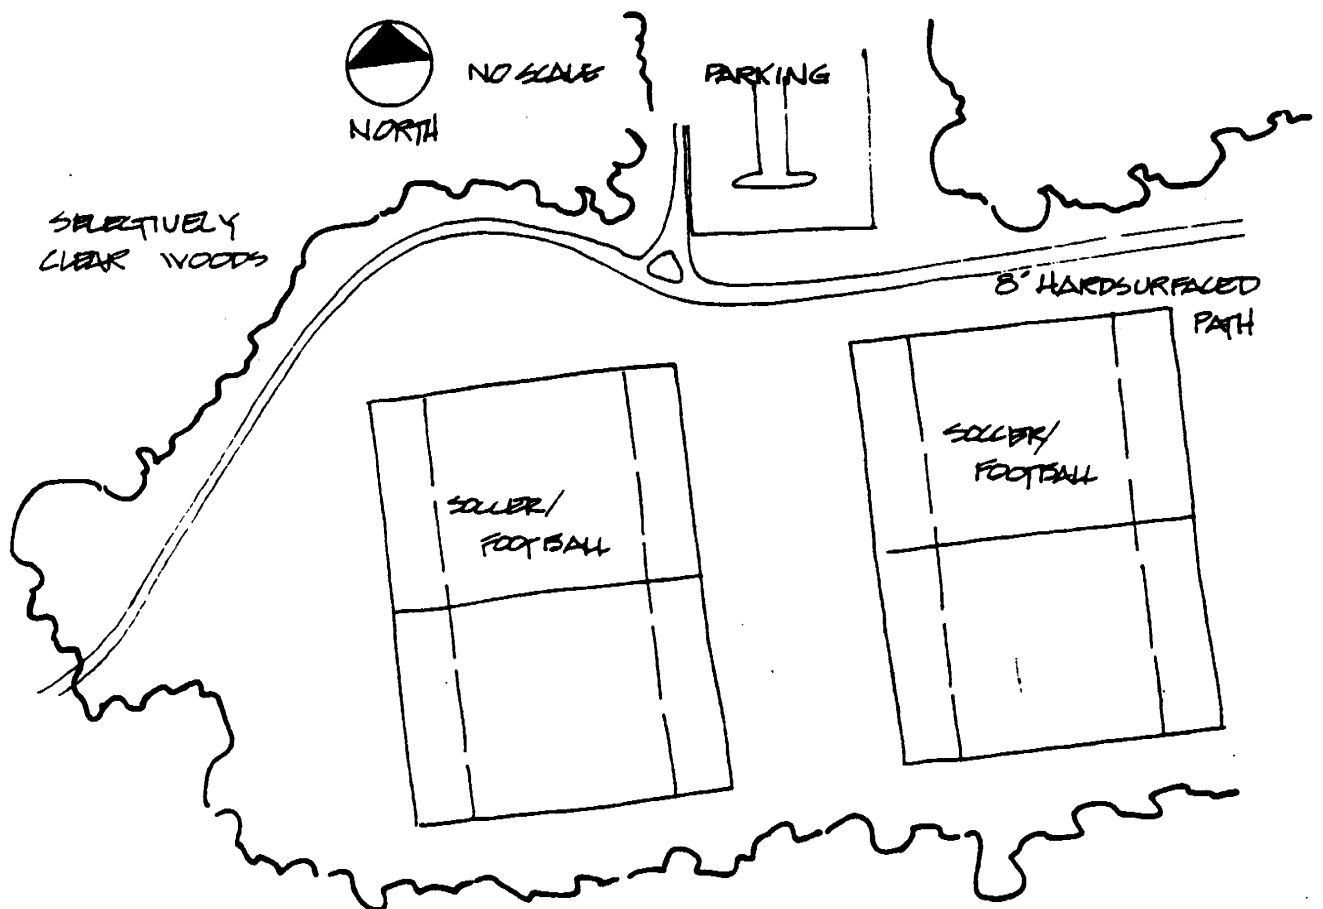 NO SCALE
PARKING
NORTH
SELECTIVELY
CLEAR WOODS
8' HARDSURFACED
PATH
SOCCER/
FOOTBALL
SOCCER/
FOOTBALL